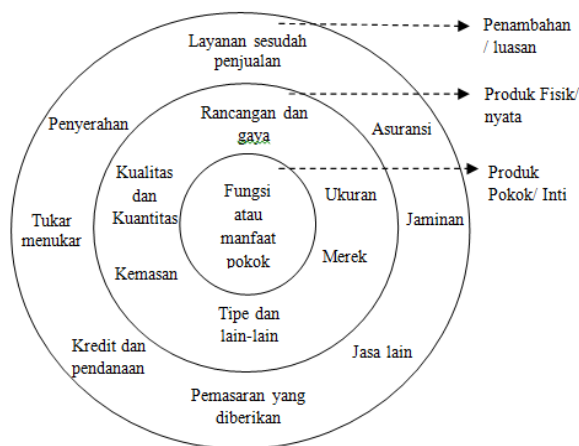 Layanan sesudah
penjualan
Penambahan
/ luasan
Penyerahan
Rancangan dan
gaya
Asuransi
Produk Fisik/
nyata
Kualitas
dan
Kuantitas
Fungsi
atau
manfaat
pokok
Ukuran
Produk
Pokok/ Inti
Tukar
menukar
Jaminan
Kemasan
Merek
Tipe dan
lain-lain
Kredit dan
pendanaan
Jasa lain
Pemasaran yang
diberikan